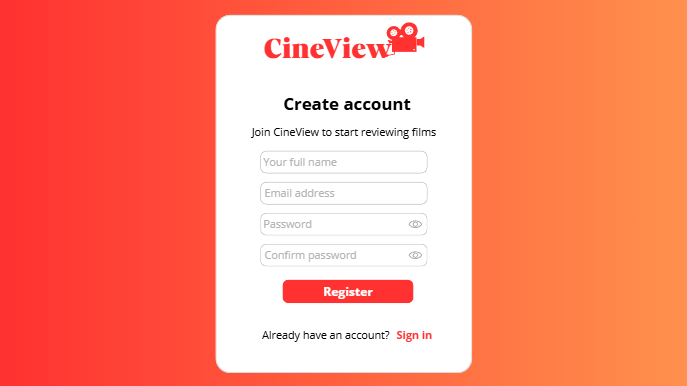 CineView
Create account
Join CineView to start reviewing films
Your full name
Email address
Password
Confirm password
Register
Already have an account? Sign in